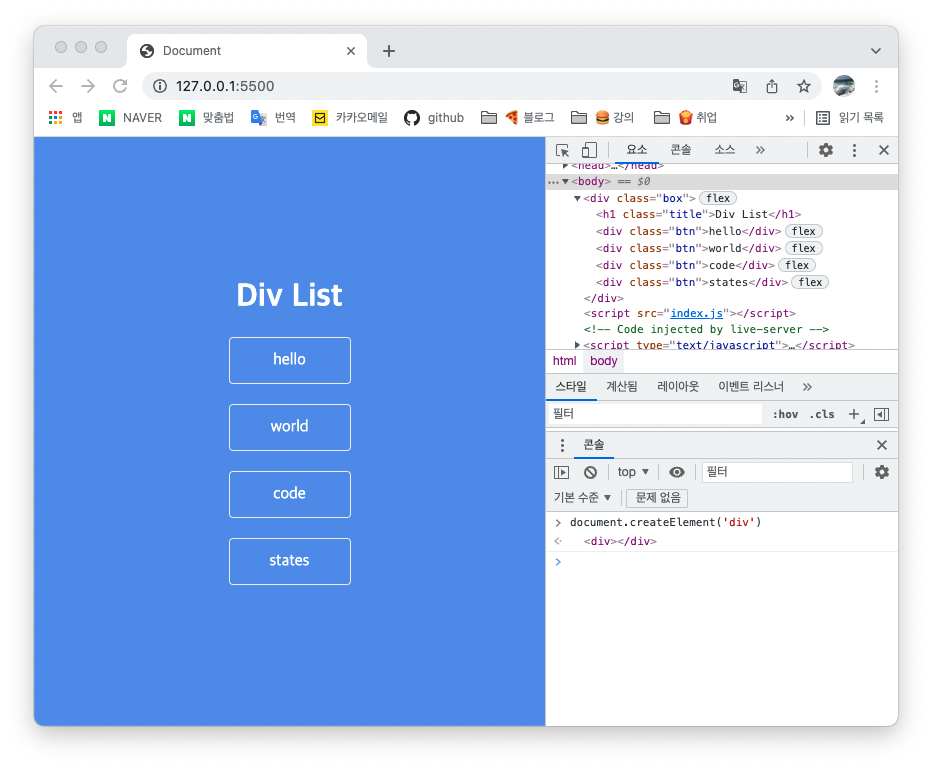 Document
127.0.0.1:5500
앱 NAVER 맞춤법 번역 카카오메일 github 블로그 강의 취업 » 읽기 목록
Div List
hello
world
code
states
요소 콘솔 소스 »
<head>…</head>
… <body> == $0
<div class="box"> flex
<h1 class="title">Div List</h1>
<div class="btn">hello</div> flex
<div class="btn">world</div> flex
<div class="btn">code</div> flex
<div class="btn">states</div> flex
</div>
<script src="index.js"></script>
<!-- Code injected by live-server -->
<script type="text/javascript">…</script>
html body
스타일 계산됨 레이아웃 이벤트 리스너 »
필터 :hov .cls +
콘솔
top ▼ 필터
기본 수준 ▼ 문제 없음
> document.createElement('div')
<div></div>
>